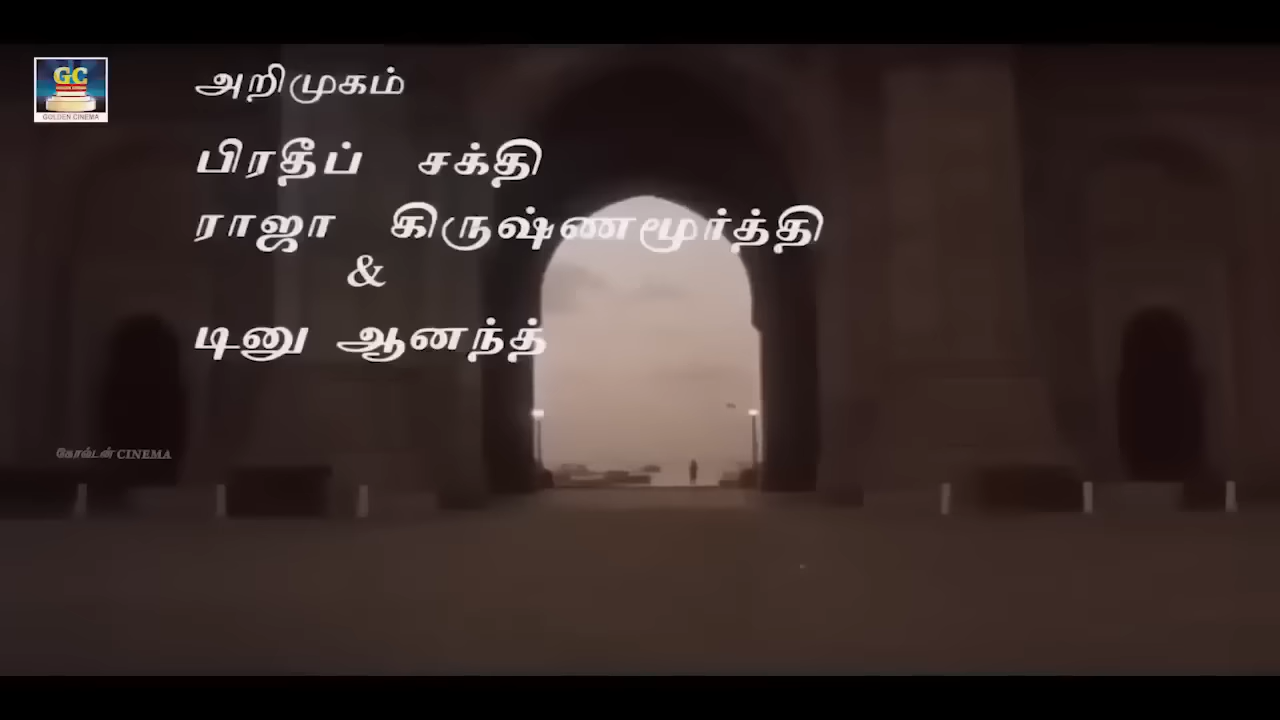 GC
GOLDEN CINEMA
அறிமுகம்
பிரதீப் சக்தி
ராஜா கிருஷ்ணமூர்த்தி
&
டினு ஆனந்த்
கோல்டன் CINEMA